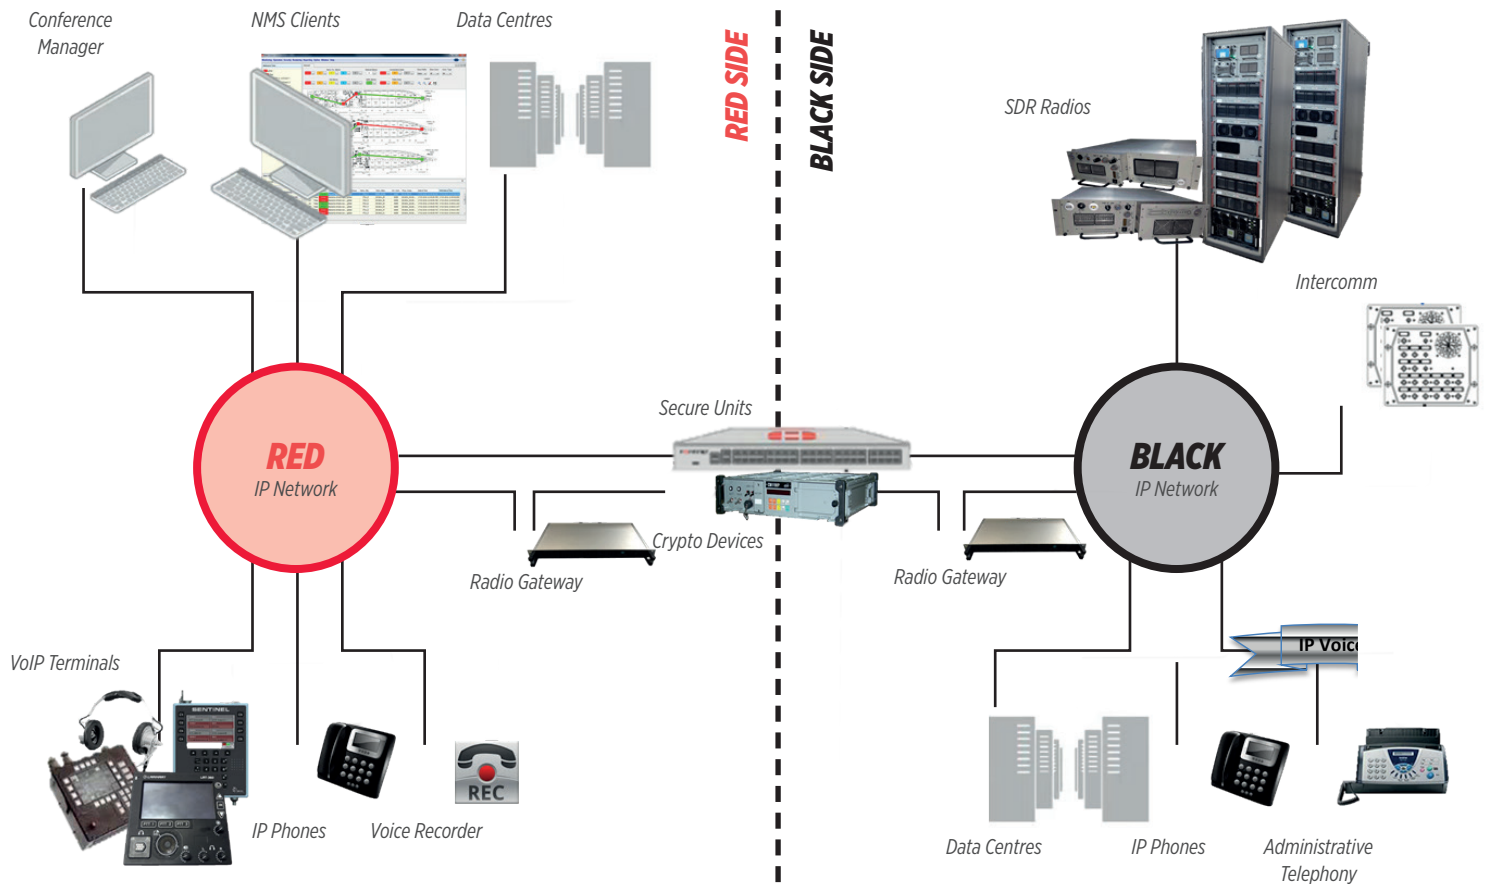 Conference
Manager
NMS Clients
Data Centres
RED SIDE
BLACK SIDE
SDR Radios
Intercomm
Secure Units
RED
IP Network
BLACK
IP Network
Crypto Devices
Radio Gateway
Radio Gateway
VoIP Terminals
SENTINEL
IP Voic
REC
IP Phones
Voice Recorder
Data Centres
IP Phones
Administrative
Telephony